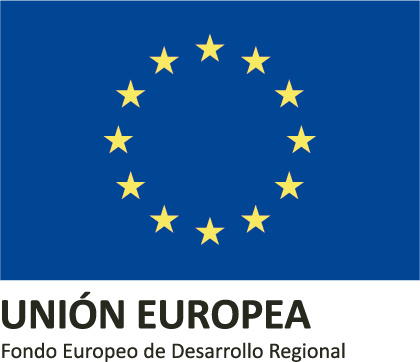 UNIÓN EUROPEA
Fondo Europeo de Desarrollo Regional